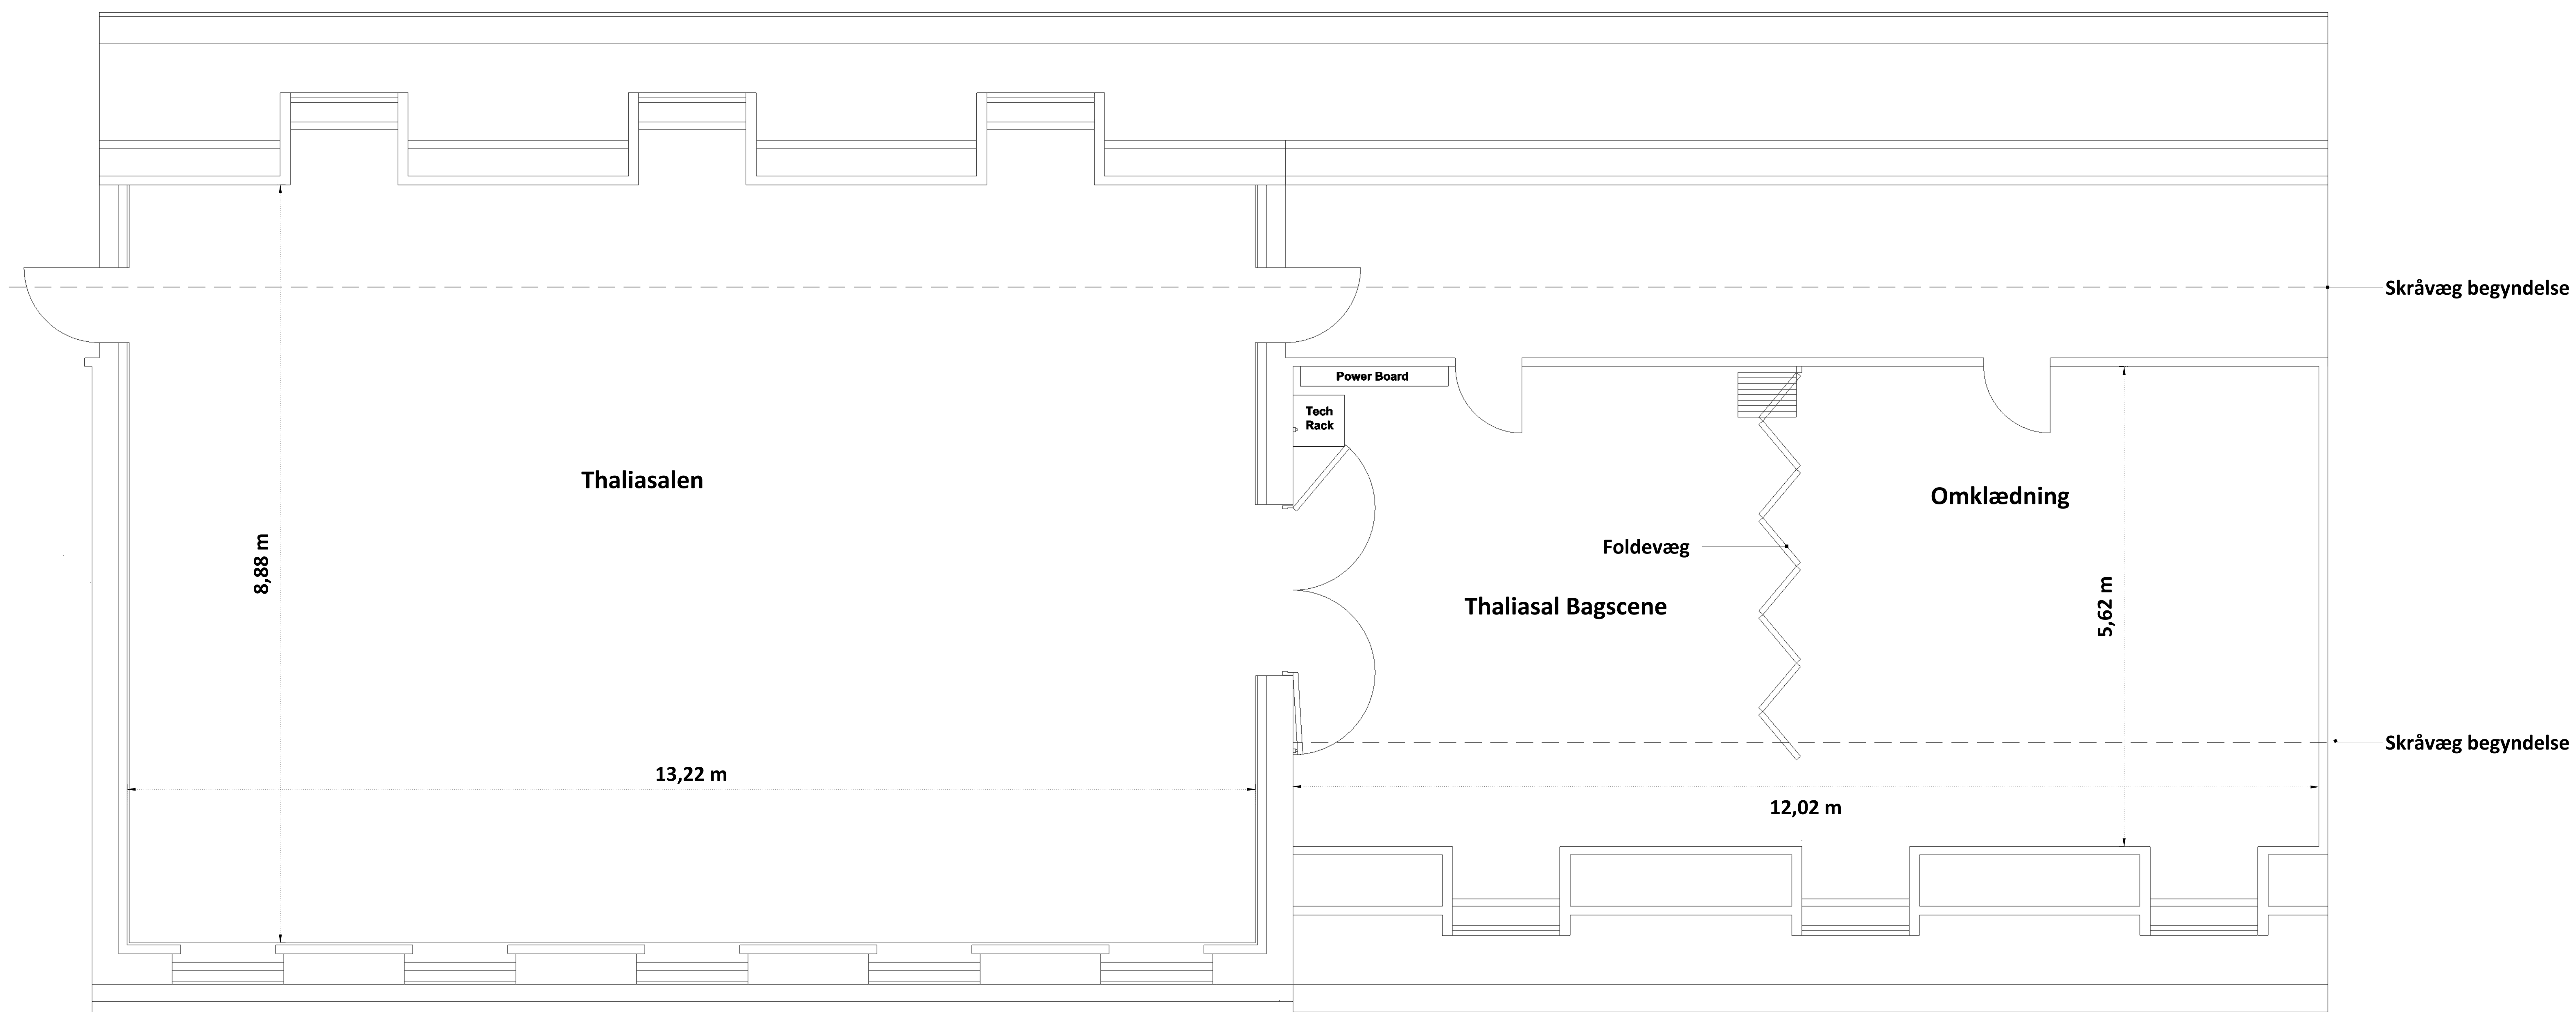 Skråvæg begyndelse
Power Board
Tech
Rack
Thaliasalen
Omklædning
Foldevæg
8,88 m
Thaliasal Bagscene
5,62 m
Skråvæg begyndelse
13,22 m
12,02 m